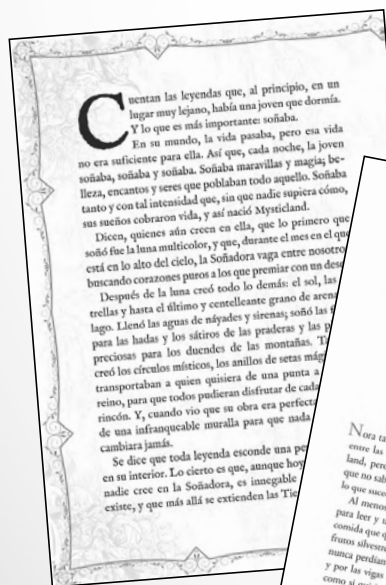 Cuentan las leyendas que, al principio, en un
lugar muy lejano, había una joven que dormía.
Y lo que es más importante: soñaba.
En su mundo, la vida pasaba, pero esa vida
no era suficiente para ella. Así que, cada noche, la joven
soñaba, soñaba y soñaba. Soñaba maravillas y magia; be-
lleza, encantos y seres que poblaban todo aquello. Soñaba
tanto y con tal intensidad que, sin que nadie supiera cómo,
sus sueños cobraron vida, y así nació Mysticland.
Dicen, quienes aún creen en ella, que lo primero que
soñó fue la luna multicolor, y que, durante el mes en el que
está en lo alto del cielo, la Soñadora vaga entre nosotro
buscando corazones puros a los que premiar con un dese
Después de la luna creó todo lo demás: el sol, las
trellas y hasta el último y centelleante grano de arena
lago. Llenó las aguas de náyades y sirenas; soñó las
para las hadas y los sátiros de las praderas y las p
preciosas para los duendes de las montañas. T
creó los círculos místicos, los anillos de setas mág
transportaban a quien quisiera de una punta a
reino, para que todos pudieran disfrutar de cada
rincón. Y, cuando vio que su obra era perfecta
de una infranqueable muralla para que nada
cambiara jamás.
Se dice que toda leyenda esconde una pe
en su interior. Lo cierto es que, aunque hoy
nadie cree en la Soñadora, es innegable
existe, y que más allá se extienden las Tie
Nora ta
entre las
land, pero
que no sab
lo que suce
Al menos
para leer y
comida que q
frutos silvestre
nunca perdían
y por las vigas
como si